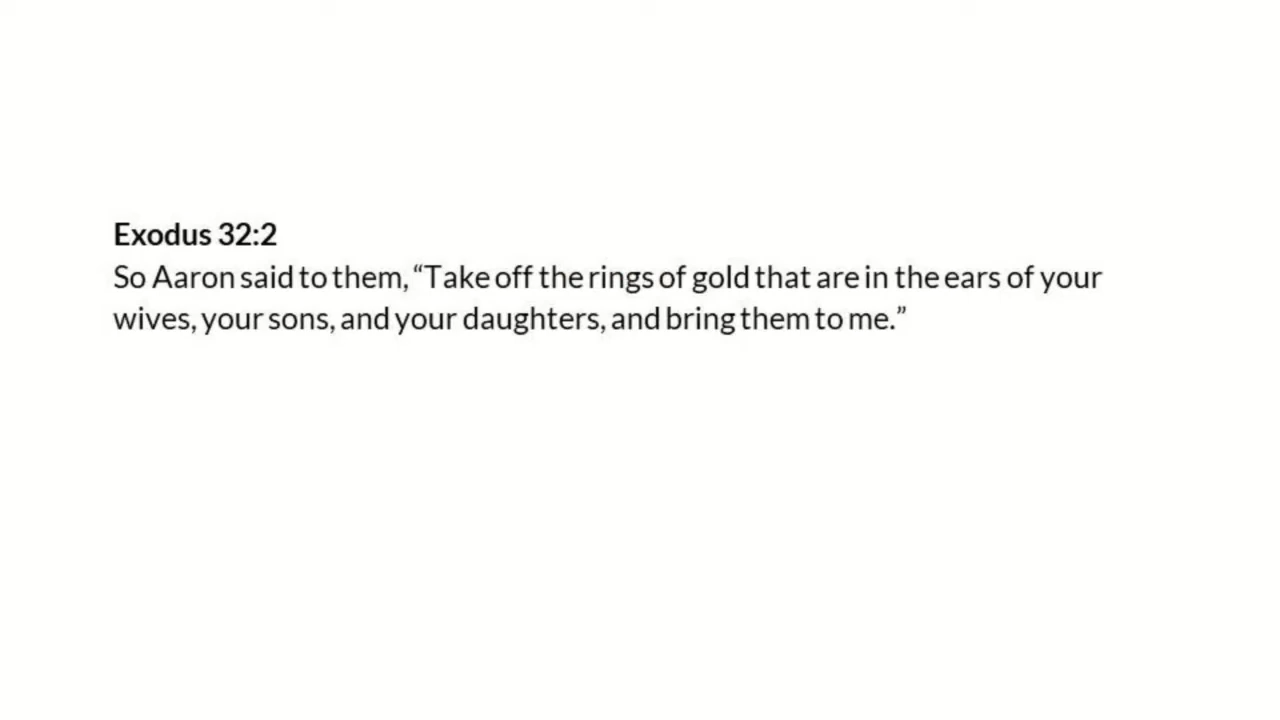 Exodus 32:2
So Aaron said to them, “Take off the rings of gold that are in the ears of your
wives, your sons, and your daughters, and bring them to me.”